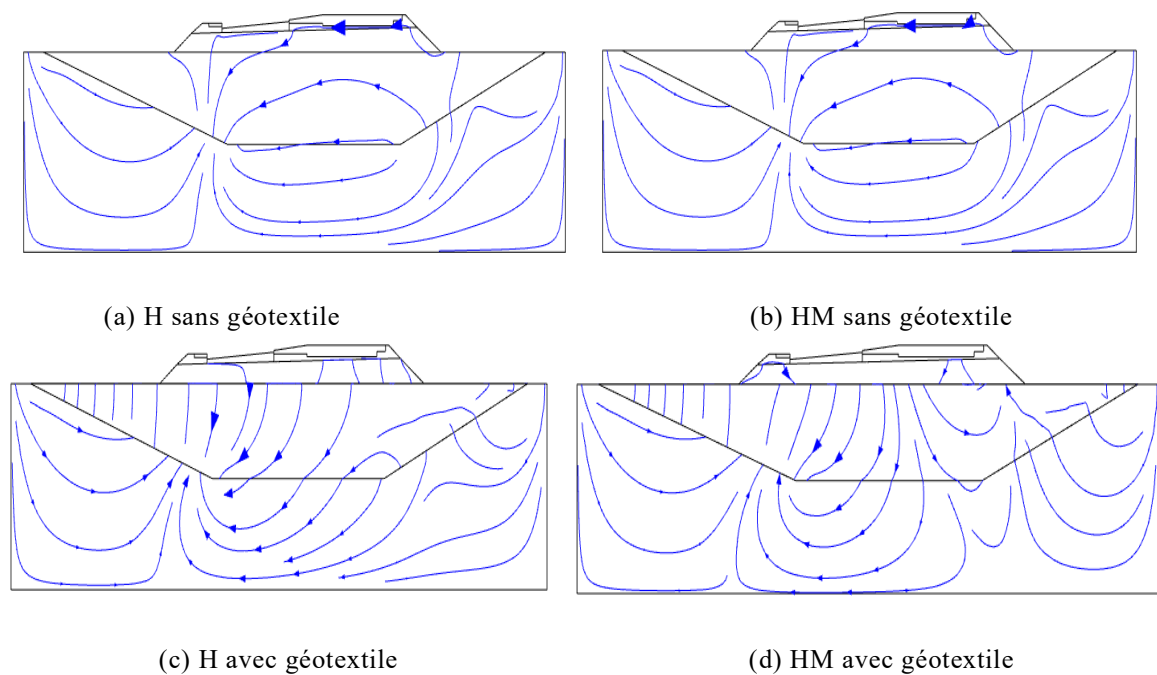 (a) H sans géotextile
(b) HM sans géotextile
(c) H avec géotextile
(d) HM avec géotextile